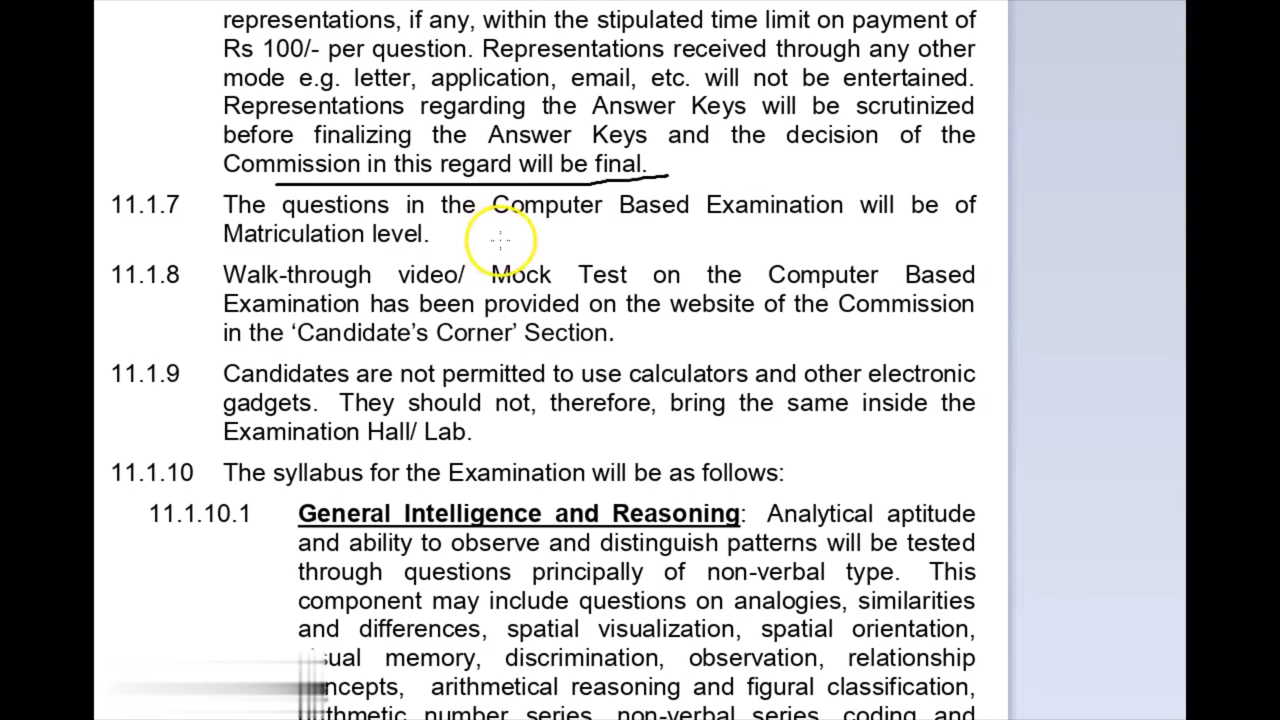 representations, if any, within the stipulated time limit on payment of
Rs 100/- per question. Representations received through any other
mode e.g. letter, application, email, etc. will not be entertained.
Representations regarding the Answer Keys will be scrutinized
before finalizing the Answer Keys and the decision of the
Commission in this regard will be final.
11.1.7 The questions in the Computer Based Examination will be of
Matriculation level.
11.1.8 Walk-through video/ Mock Test on the Computer Based
Examination has been provided on the website of the Commission
in the ‘Candidate’s Corner’ Section.
11.1.9 Candidates are not permitted to use calculators and other electronic
gadgets. They should not, therefore, bring the same inside the
Examination Hall/ Lab.
11.1.10 The syllabus for the Examination will be as follows:
11.1.10.1 General Intelligence and Reasoning: Analytical aptitude
and ability to observe and distinguish patterns will be tested
through questions principally of non-verbal type. This
component may include questions on analogies, similarities
and differences, spatial visualization, spatial orientation,
memory, discrimination, observation, relationship
arithmetical reasoning and figural classification,
number series, non-verbal series, coding and